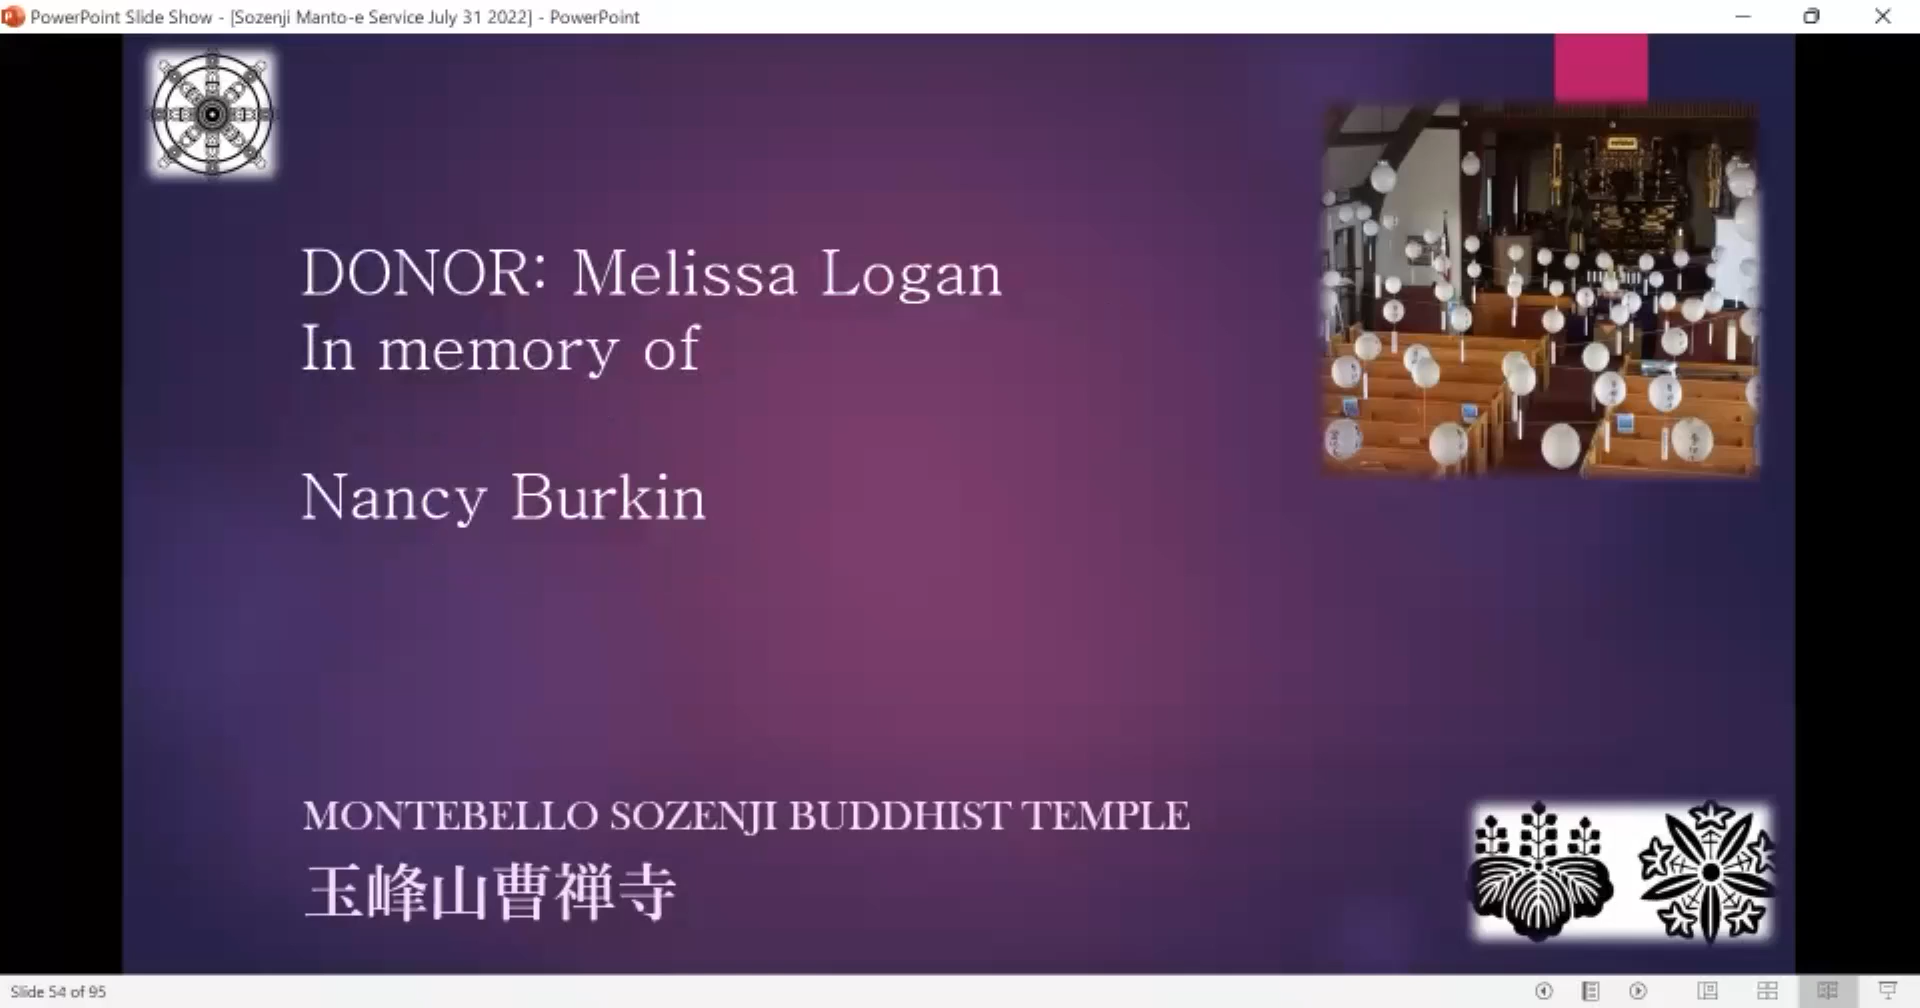 PowerPoint Slide Show - [Sozenji Manto-e Service July 31 2022] - PowerPoint
DONOR: Melissa Logan
In memory of
Nancy Burkin
MONTEBELLO SOZENJI BUDDHIST TEMPLE
玉峰山曹禅寺
Slide 54 of 95